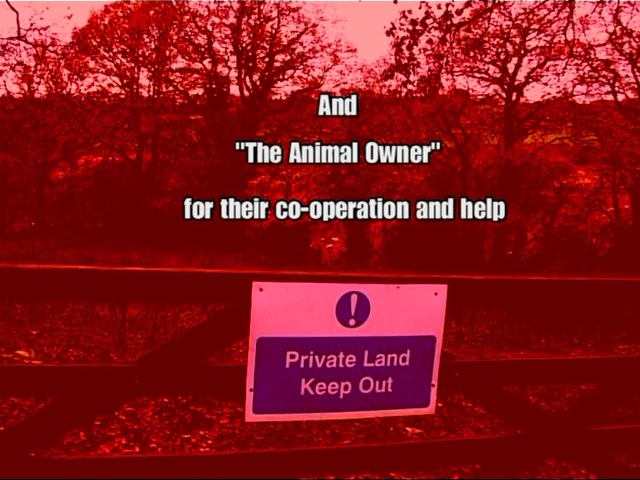 And
"The Animal Owner"
for their co-operation and help
!
Private Land
Keep Out